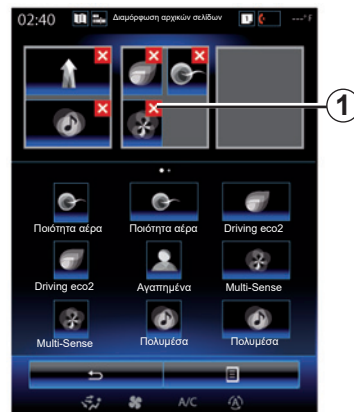 02:40 Διαμόρφωση αρχικών σελίδων 1 ---°F
1
Ποιότητα αέρα Ποιότητα αέρα Driving eco2
Driving eco2 Αγαπημένα Multi-Sense
Multi-Sense Πολυμέσα Πολυμέσα
A/C A